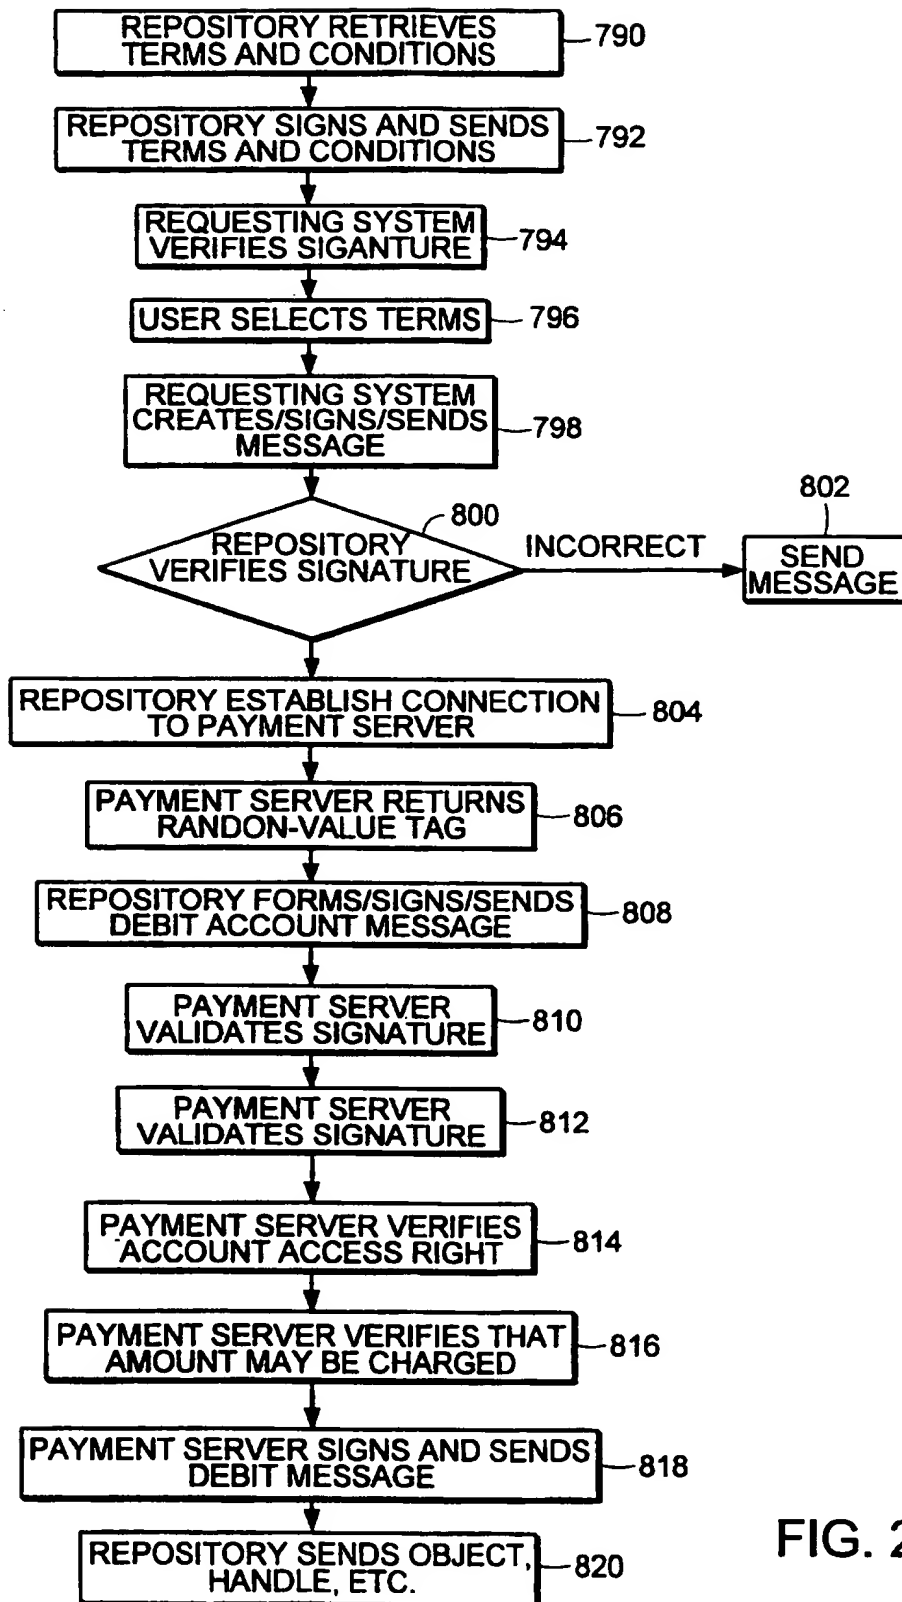 REPOSITORY RETRIEVES
TERMS AND CONDITIONS
790
REPOSITORY SIGNS AND SENDS
TERMS AND CONDITIONS
792
REQUESTING SYSTEM
VERIFIES SIGANTURE
794
USER SELECTS TERMS
796
REQUESTING SYSTEM
CREATES/SIGNS/SENDS
MESSAGE
798
800
REPOSITORY
VERIFIES SIGNATURE
INCORRECT
802
SEND
MESSAGE
REPOSITORY ESTABLISH CONNECTION
TO PAYMENT SERVER
804
PAYMENT SERVER RETURNS
RANDON-VALUE TAG
806
REPOSITORY FORMS/SIGNS/SENDS
DEBIT ACCOUNT MESSAGE
808
PAYMENT SERVER
VALIDATES SIGNATURE
810
PAYMENT SERVER
VALIDATES SIGNATURE
812
PAYMENT SERVER VERIFIES
ACCOUNT ACCESS RIGHT
814
PAYMENT SERVER VERIFIES THAT
AMOUNT MAY BE CHARGED
816
PAYMENT SERVER SIGNS AND SENDS
DEBIT MESSAGE
818
REPOSITORY SENDS OBJECT,
HANDLE, ETC.
820
FIG. 2